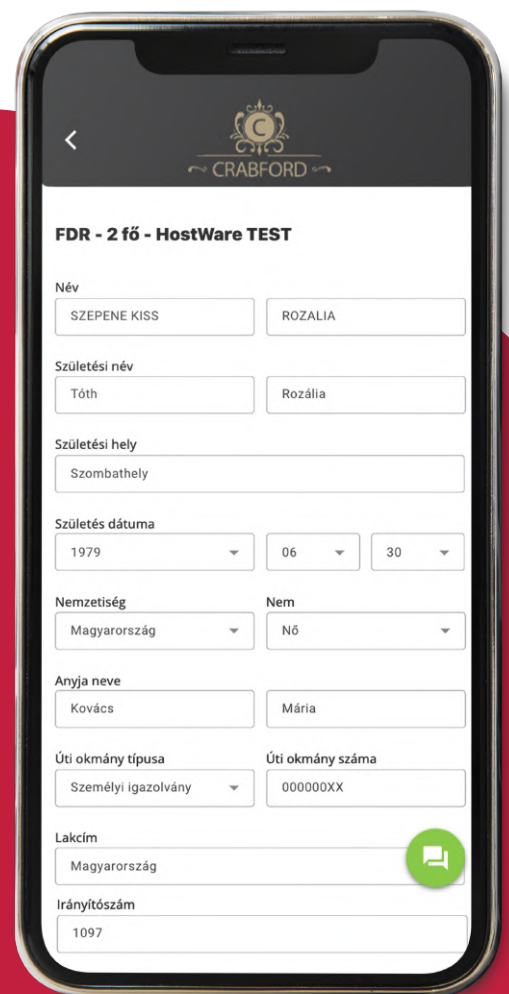 C
CRABFORD
FDR - 2 fő - HostWare TEST
Név
SZEPENE KISS ROZALIA
Születési név
Tóth Rozália
Születési hely
Szombathely
Születés dátuma
1979 06 30
Nemzetiség Nem
Magyarország Nő
Anyja neve
Kovács Mária
Úti okmány típusa Úti okmány száma
Személyi igazolvány 000000XX
Lakcím
Magyarország
Irányítószám
1097